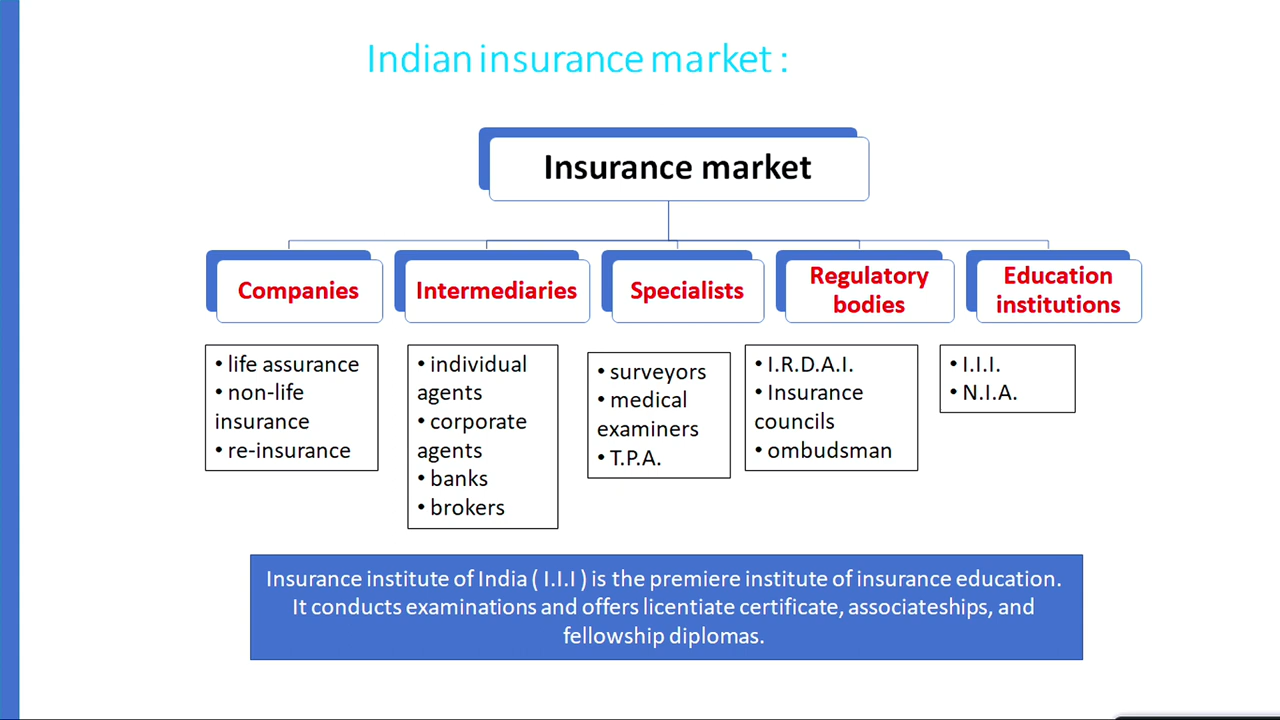 Indian insurance market :
Insurance market
Companies
Intermediaries
Specialists
Regulatory
bodies
Education
institutions
• life assurance
• non-life
insurance
• re-insurance
• individual
agents
• corporate
agents
• banks
• brokers
• surveyors
• medical
examiners
• T.P.A.
• I.R.D.A.I.
• Insurance
councils
• ombudsman
• I.I.I.
• N.I.A.
Insurance institute of India ( I.I.I ) is the premiere institute of insurance education.
It conducts examinations and offers licentiate certificate, associateships, and
fellowship diplomas.